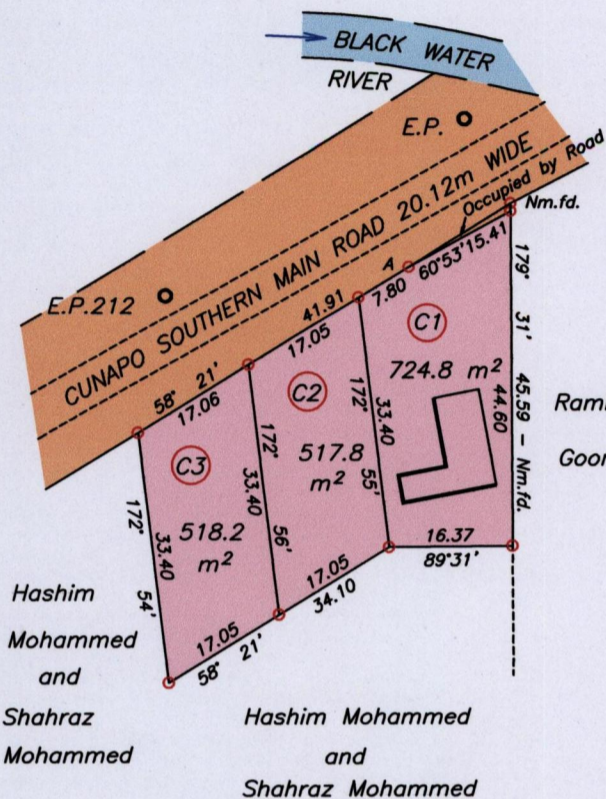 BLACK WATER
RIVER
E.P.
CUNAPO SOUTHERN MAIN ROAD 20.12m WIDE
Occupied by Road
Nm.fd.
E.P.212
A
41.91
7.80
60°53'
15.41
17.05
58° 21'
17.06
C1
724.8 m²
C2
517.8
m²
C3
518.2
m²
179° 31'
45.59 - Nm.fd.
44.60
172° 55'
33.40
172° 56'
33.40
172° 54'
33.40
16.37
89°31'
17.05
34.10
17.05
58° 21'
Goor
Hashim
Mohammed
and
Shahraz
Mohammed
Hashim Mohammed
and
Shahraz Mohammed